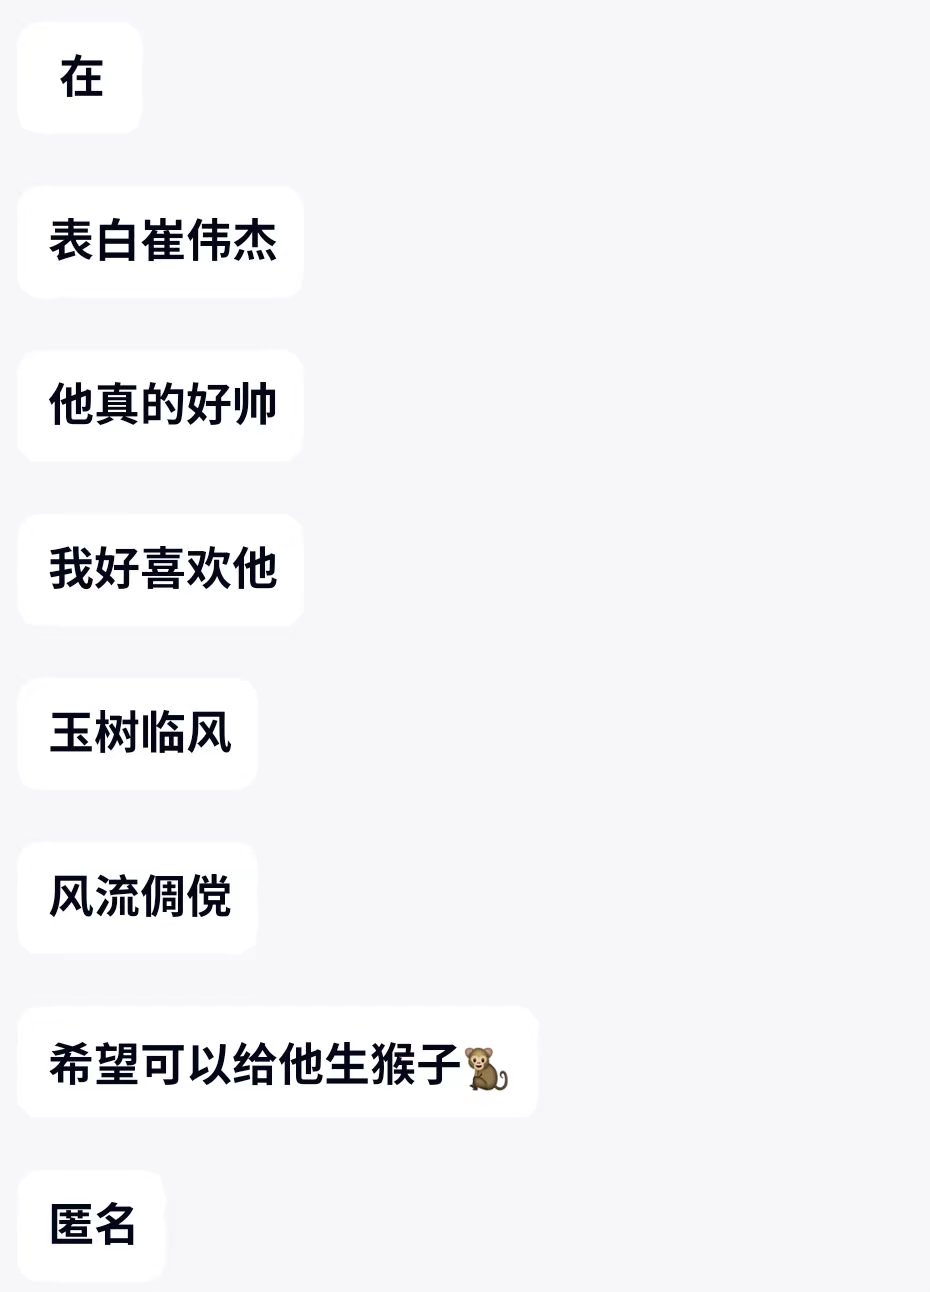 在
表白崔伟杰
他真的好帅
我好喜欢他
玉树临风
风流倜傥
希望可以给他生猴子🐒
匿名